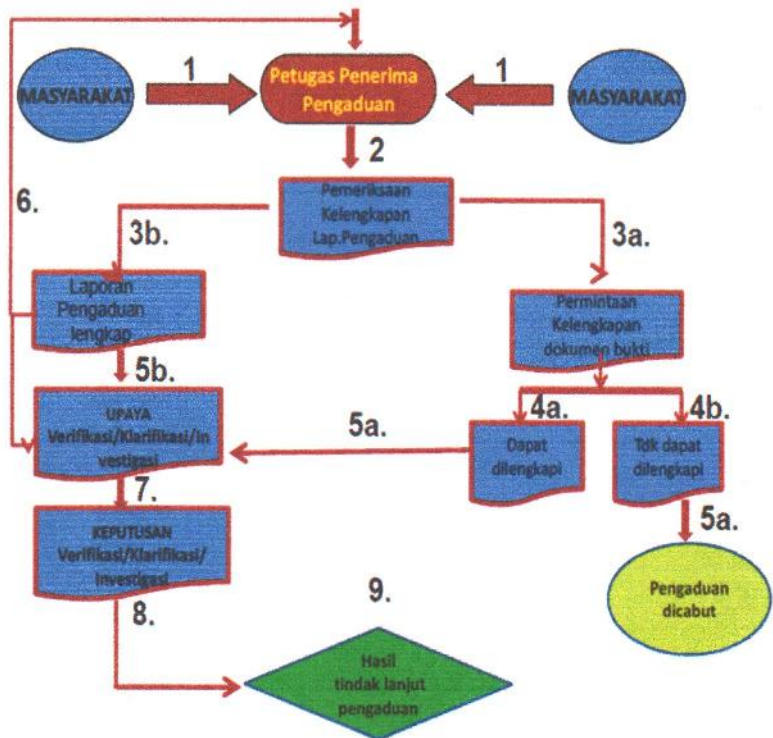 1
1
MASYARAKAT
Petugas Penerima
Pengaduan
MASYARAKAT
2
6.
Pemeriksaan
Kelengkapan
Lap.Pengaduan
3b.
3a.
Laporan
Pengaduan
lengkap
Permintaan
Kelengkapan
dokumen bukti
5b.
4a.
4b.
UPAYA
Verifikasi/Klarifikasi/In
vestigasi
5a.
Dapat
dilengkapi
Tdk dapat
dilengkapi
7.
5a.
KEPUTUSAN
Verifikasi/Klarifikasi/
Investigasi
Pengaduan
dicabut
8.
9.
Hasil
tindak lanjut
pengaduan